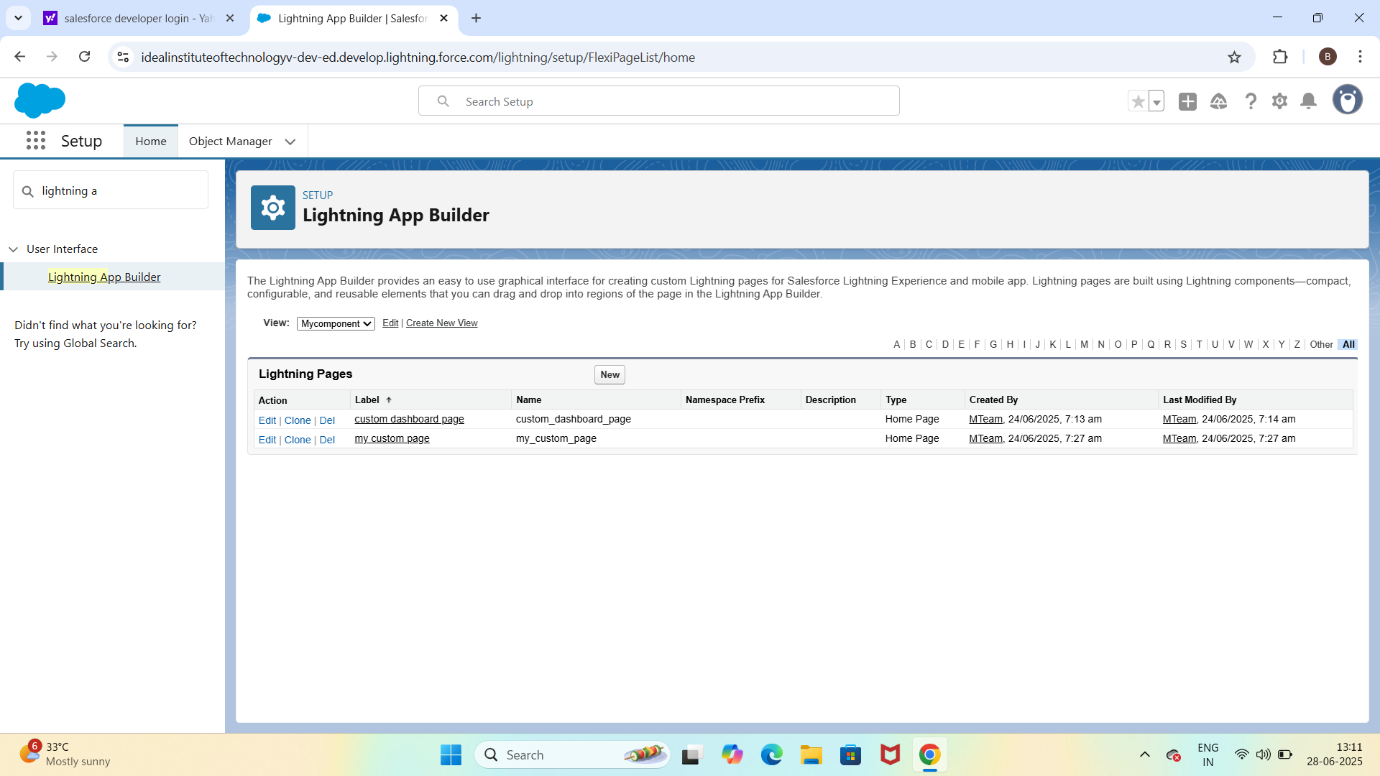 salesforce developer login - Yah
Lightning App Builder | Salesfor
idealinstituteoftechnologyv-dev-ed.develop.lightning.force.com/lightning/setup/FlexiPageList/home
B
Search Setup
Setup
Home
Object Manager
lightning a
User Interface
Lightning App Builder
Didn't find what you're looking for?
Try using Global Search.
SETUP
Lightning App Builder
The Lightning App Builder provides an easy to use graphical interface for creating custom Lightning pages for Salesforce Lightning Experience and mobile app. Lightning pages are built using Lightning components—compact,
configurable, and reusable elements that you can drag and drop into regions of the page in the Lightning App Builder.
View: Mycomponent Edit | Create New View
A | B | C | D | E | F | G | H | I | J | K | L | M | N | O | P | Q | R | S | T | U | V | W | X | Y | Z | Other | All
Lightning Pages New
Action Label Name Namespace Prefix Description Type Created By Last Modified By
Edit | Clone | Del custom dashboard page custom_dashboard_page Home Page MTeam, 24/06/2025, 7:13 am MTeam, 24/06/2025, 7:14 am
Edit | Clone | Del my custom page my_custom_page Home Page MTeam, 24/06/2025, 7:27 am MTeam, 24/06/2025, 7:27 am
6
33°C
Mostly sunny
Search
ENG
IN
13:11
28-06-2025